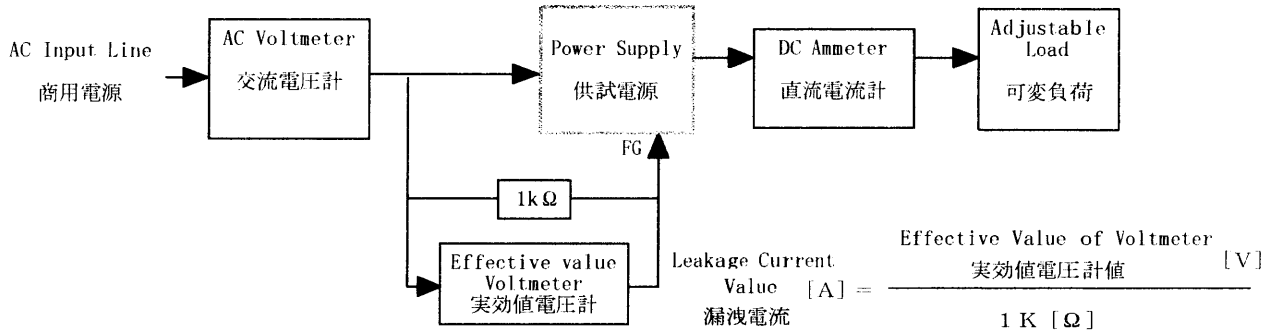 AC Input Line
商用電源
AC Voltmeter
交流電圧計
Power Supply
供試電源
DC Ammeter
直流電流計
Adjustable
Load
可変負荷
FG
1kΩ
Effective value
Voltmeter
実効値電圧計
Leakage Current
Value [A] =
漏洩電流
Effective Value of Voltmeter
実効値電圧計値 [V]
1 K [Ω]